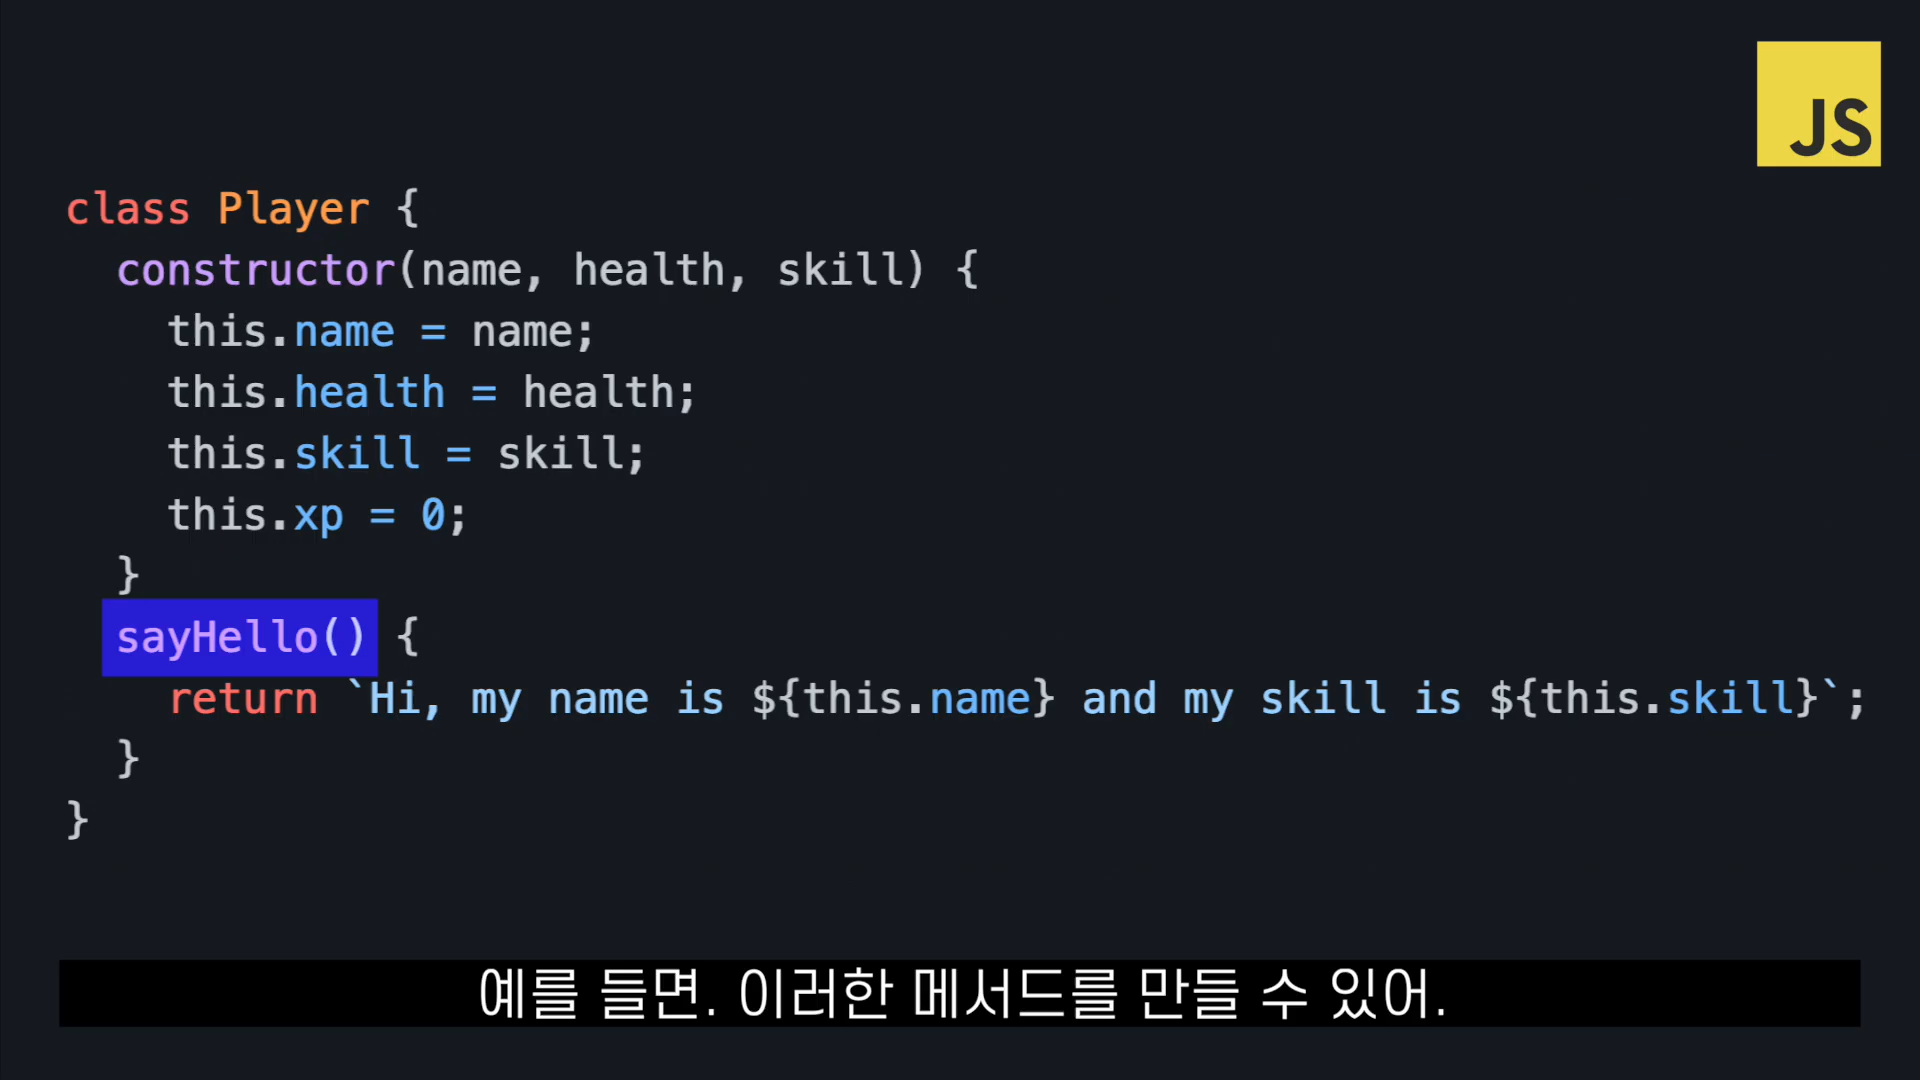 JS
class Player {
  constructor(name, health, skill) {
    this.name = name;
    this.health = health;
    this.skill = skill;
    this.xp = 0;
  }
  sayHello() {
    return `Hi, my name is ${this.name} and my skill is ${this.skill}`;
  }
}
예를 들면. 이러한 메서드를 만들 수 있어.